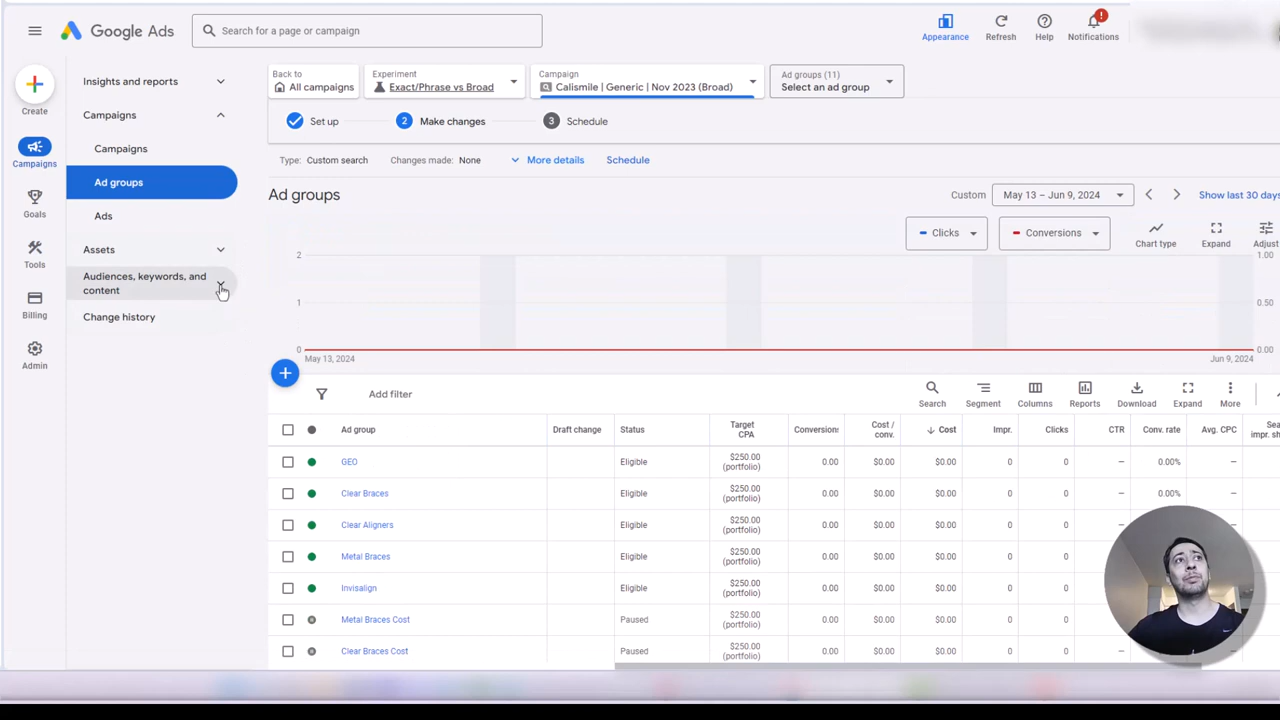 Google Ads
Search for a page or campaign
Appearance
Refresh
Help
!
Notifications
Create
Campaigns
Goals
Tools
Billing
Admin
Insights and reports
Campaigns
Campaigns
Ad groups
Ads
Assets
Audiences, keywords, and
content
Change history
Back to
All campaigns
Experiment
Exact/Phrase vs Broad
Campaign
Calismile | Generic | Nov 2023 (Broad)
Ad groups (11)
Select an ad group
Set up
2 Make changes
3 Schedule
Type: Custom search Changes made: None More details Schedule
Ad groups
Custom May 13 – Jun 9, 2024 Show last 30 days
Clicks
Conversions
Chart type
Expand
Adjust
2 1.00
1 0.50
0 0.00
May 13, 2024 Jun 9, 2024
Add filter
Search
Segment
Columns
Reports
Download
Expand
More
Ad group Draft change Status Target CPA Conversions Cost / conv. Cost Impr. Clicks CTR Conv. rate Avg. CPC Sea impr. sh
GEO Eligible $250.00 (portfolio) 0.00 $0.00 $0.00 0 0 — 0.00% —
Clear Braces Eligible $250.00 (portfolio) 0.00 $0.00 $0.00 0 0 — 0.00% —
Clear Aligners Eligible $250.00 (portfolio) 0.00 $0.00 $0.00 0 0 —
Metal Braces Eligible $250.00 (portfolio) 0.00 $0.00 $0.00 0 0 —
Invisalign Eligible $250.00 (portfolio) 0.00 $0.00 $0.00 0 0
Metal Braces Cost Paused $250.00 (portfolio) 0.00 $0.00 $0.00 0 0
Clear Braces Cost Paused $250.00 (portfolio) 0.00 $0.00 $0.00 0 0 —